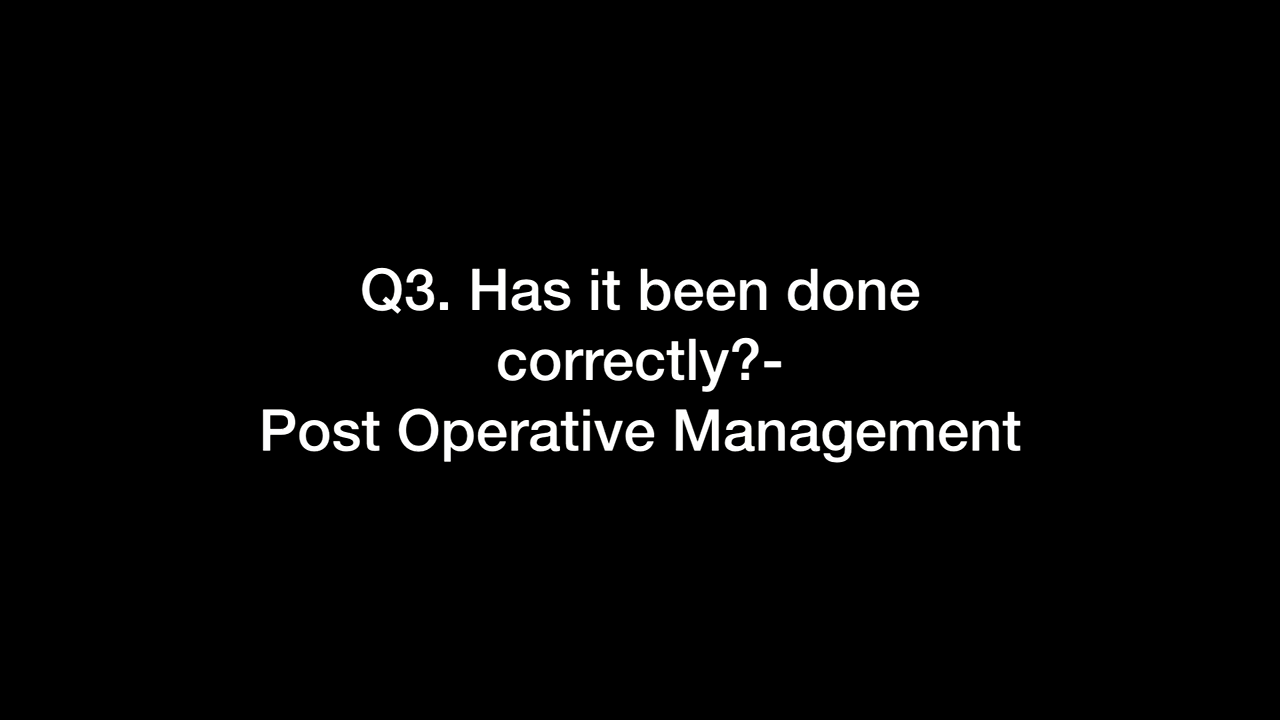 Q3. Has it been done
correctly?-
Post Operative Management